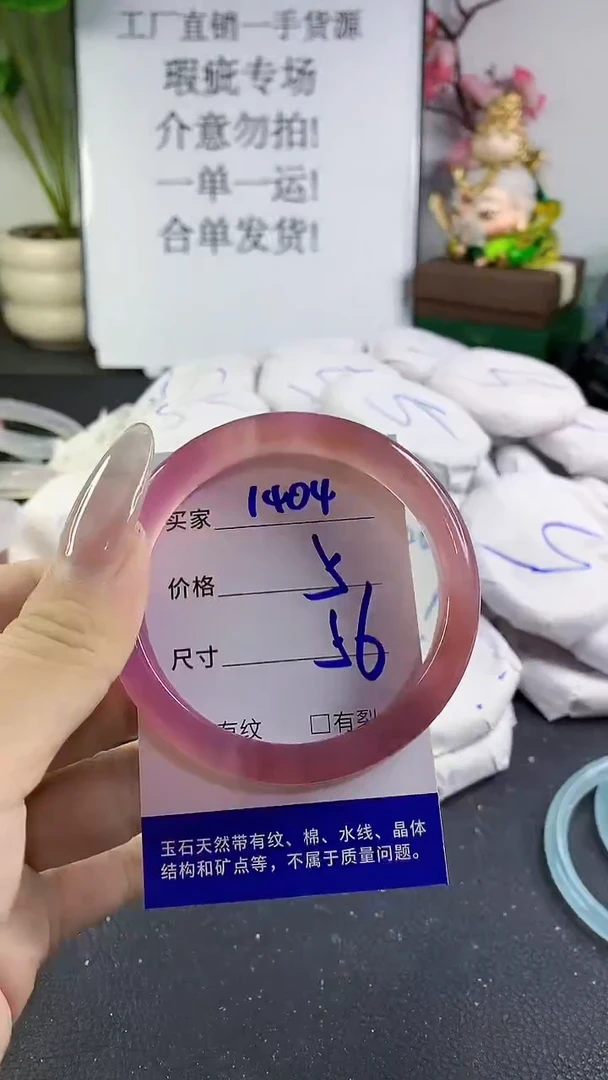 工厂直销一手货源
瑕疵专场
介意勿拍!
一单一运!
合单发货!
买家 1404
价格 5
尺寸 56
有纹 □有裂
玉石天然带有纹、棉、水线、晶体
结构和矿点等，不属于质量问题。